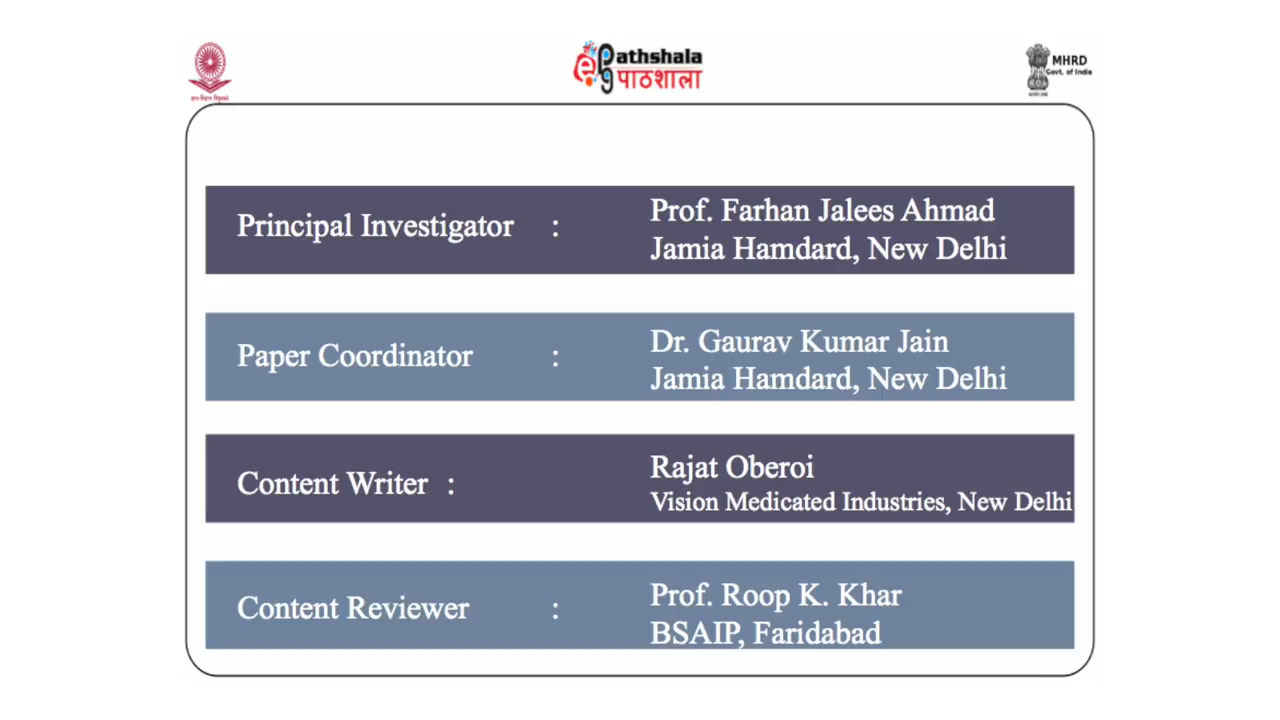 Pathshala
पाठशाला
MHRD
Govt. of India
Principal Investigator :
Prof. Farhan Jalees Ahmad
Jamia Hamdard, New Delhi
Paper Coordinator :
Dr. Gaurav Kumar Jain
Jamia Hamdard, New Delhi
Content Writer :
Rajat Oberoi
Vision Medicated Industries, New Delhi
Content Reviewer :
Prof. Roop K. Khar
BSAIP, Faridabad